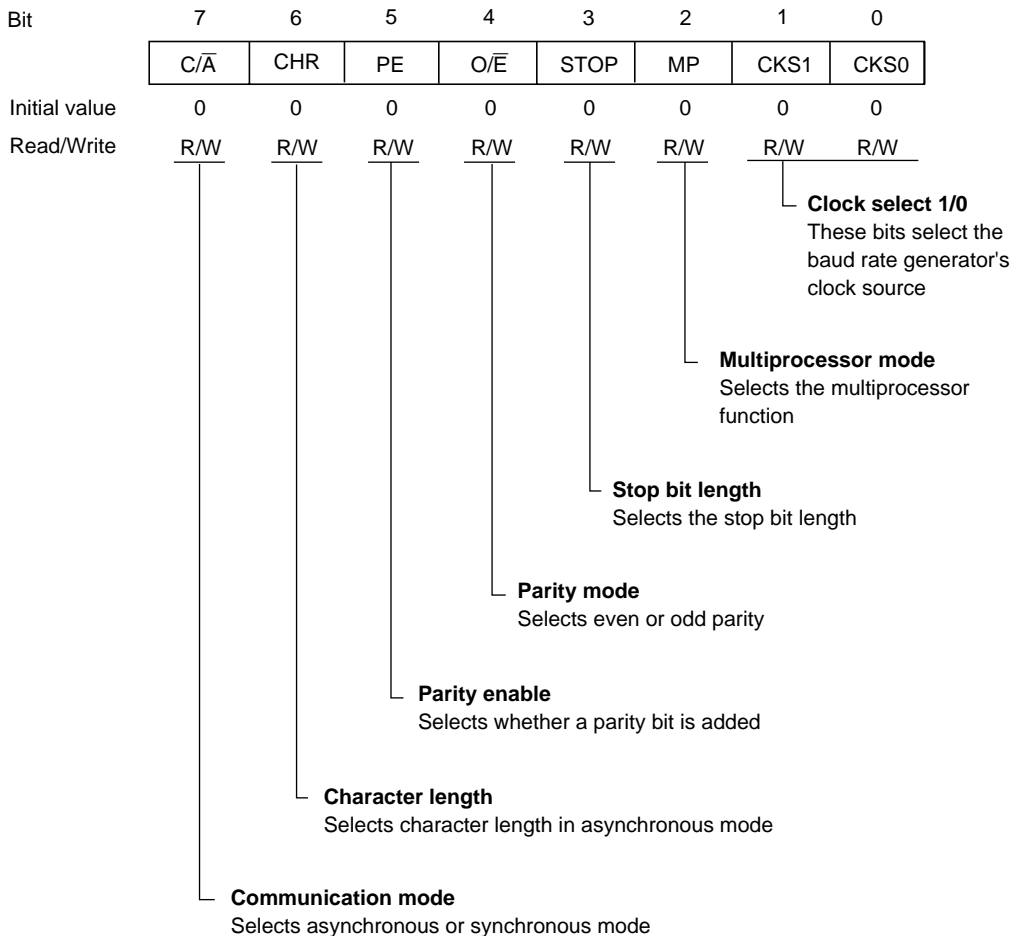 Bit 7 6 5 4 3 2 1 0
C/A̅ CHR PE O/E̅ STOP MP CKS1 CKS0
Initial value 0 0 0 0 0 0 0 0
Read/Write R/W R/W R/W R/W R/W R/W R/W R/W
Clock select 1/0
These bits select the
baud rate generator's
clock source
Multiprocessor mode
Selects the multiprocessor
function
Stop bit length
Selects the stop bit length
Parity mode
Selects even or odd parity
Parity enable
Selects whether a parity bit is added
Character length
Selects character length in asynchronous mode
Communication mode
Selects asynchronous or synchronous mode